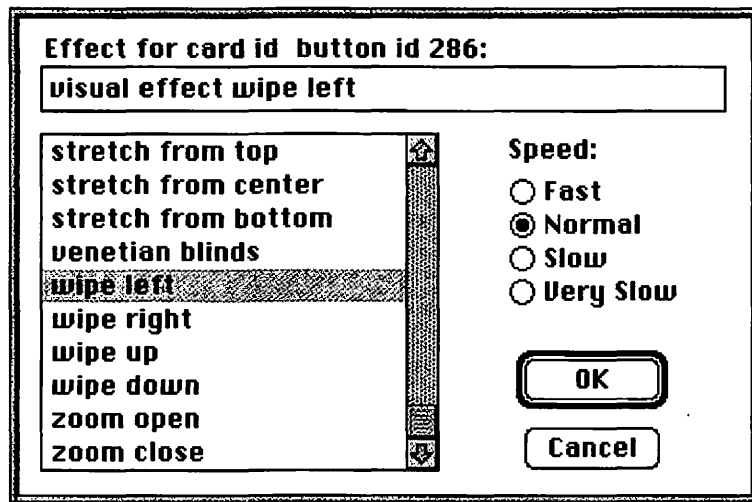 Effect for card id button id 286:
visual effect wipe left
stretch from top
stretch from center
stretch from bottom
venetian blinds
wipe left
wipe right
wipe up
wipe down
zoom open
zoom close
Speed:
Fast
Normal
Slow
Very Slow
OK
Cancel